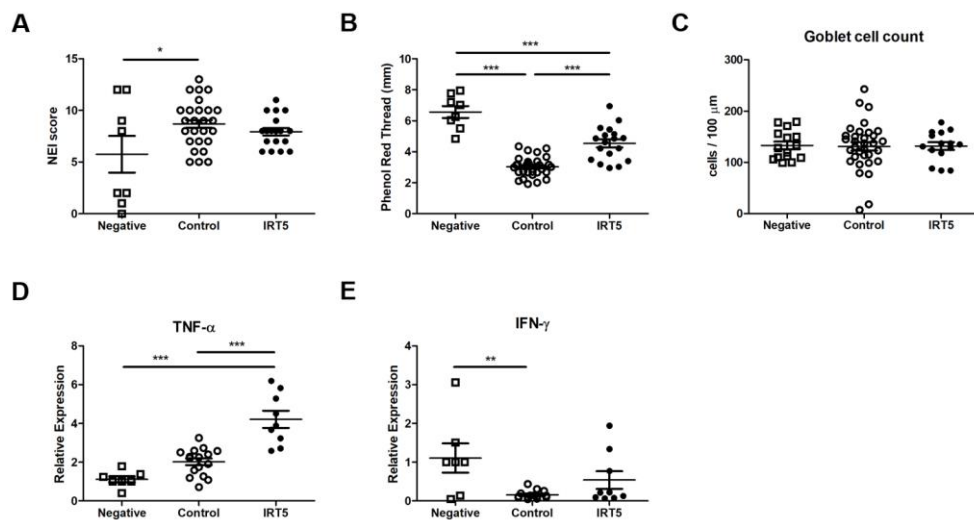 A
*
NEI score
15
10
5
0
Negative Control IRT5
B
***
*** ***
Phenol Red Thread (mm)
10
8
6
4
2
0
Negative Control IRT5
C
Goblet cell count
cells / 100 μm
300
200
100
0
Negative Control IRT5
D
TNF-α
***
***
Relative Expression
8
6
4
2
0
Negative Control IRT5
E
IFN-γ
**
Relative Expression
4
3
2
1
0
Negative Control IRT5